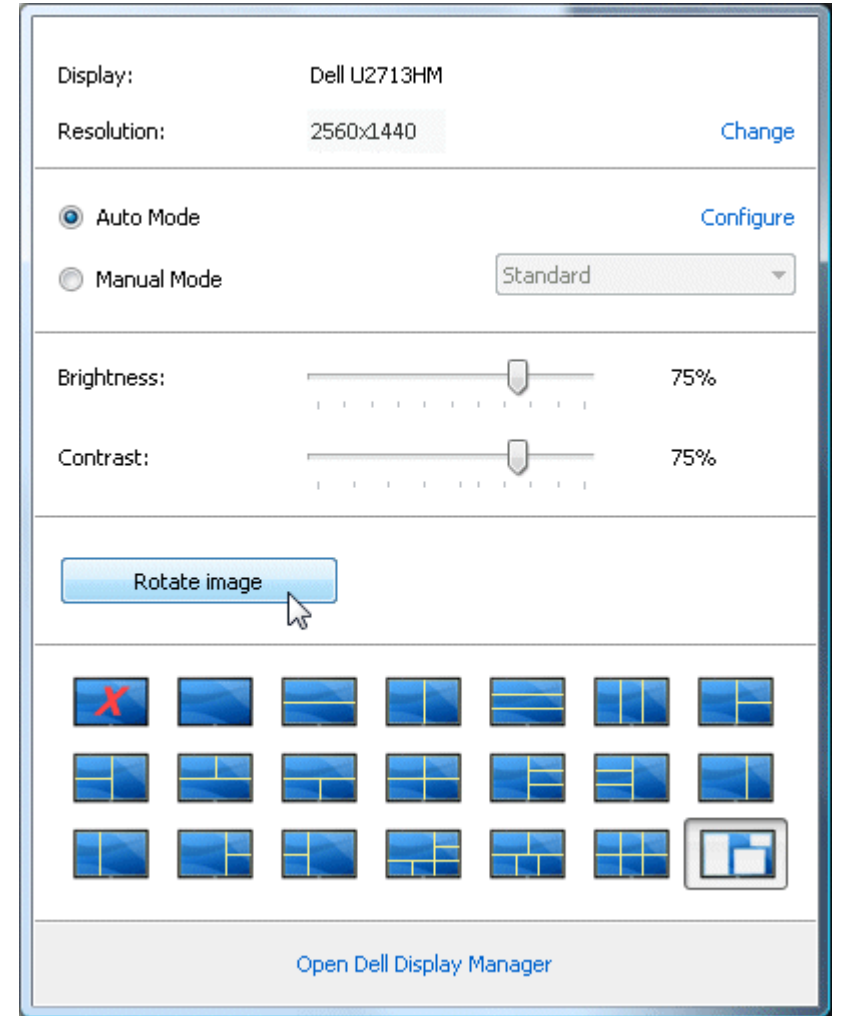 Display: Dell U2713HM
Resolution: 2560x1440 Change
Auto Mode Configure
Manual Mode Standard
Brightness: 75%
Contrast: 75%
Rotate image
X
Open Dell Display Manager